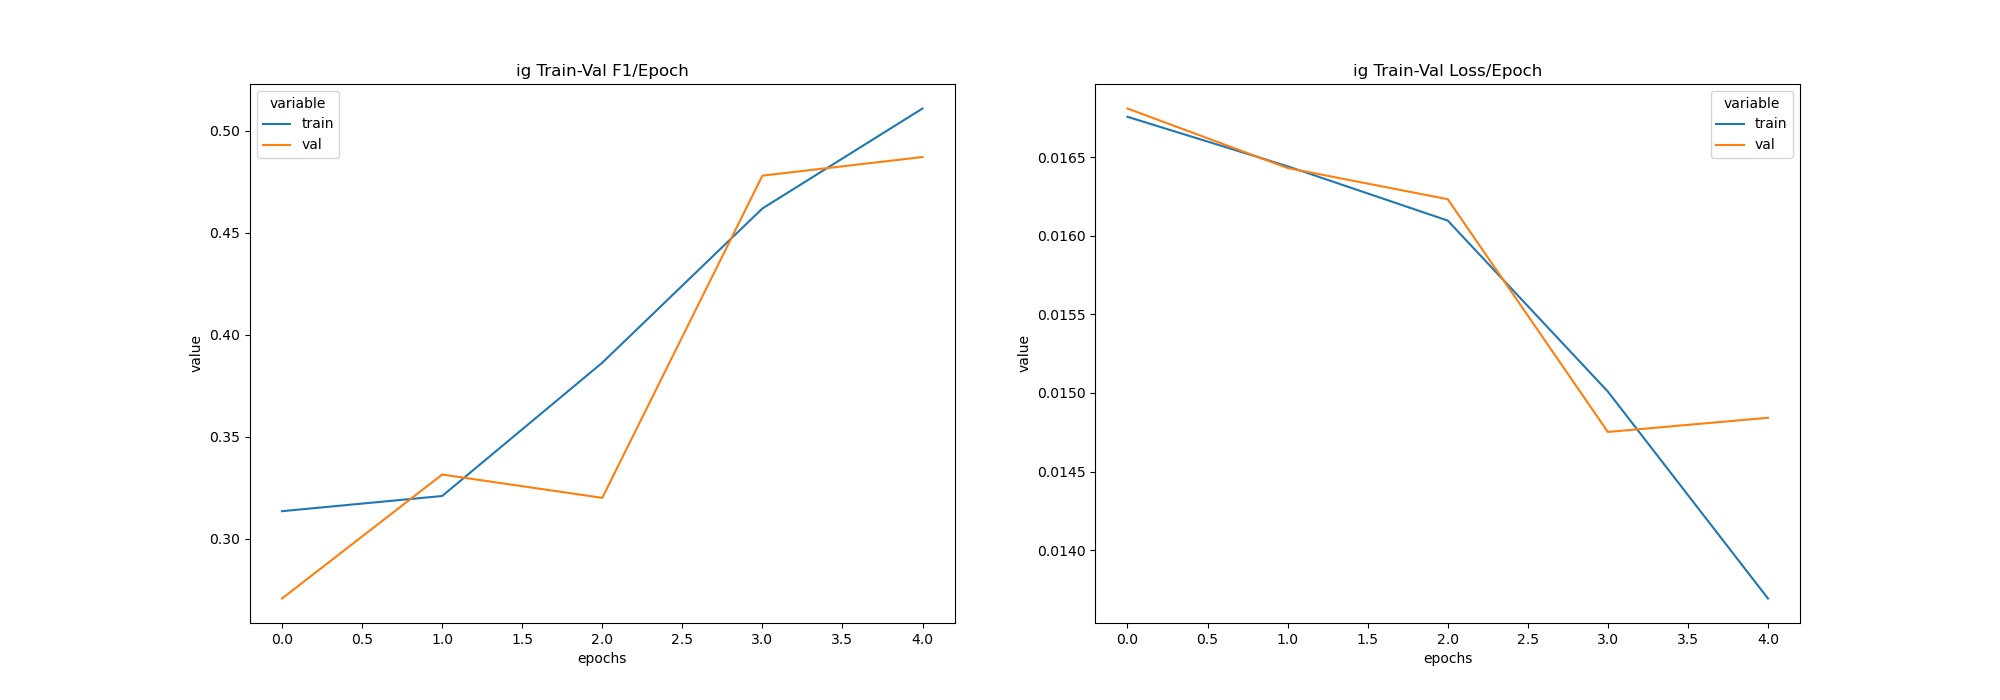 ig Train-Val F1/Epoch
variable
train
val
0.50
0.45
0.40
0.35
0.30
value
0.0 0.5 1.0 1.5 2.0 2.5 3.0 3.5 4.0
epochs
ig Train-Val Loss/Epoch
variable
train
val
0.0165
0.0160
0.0155
0.0150
0.0145
0.0140
value
0.0 0.5 1.0 1.5 2.0 2.5 3.0 3.5 4.0
epochs